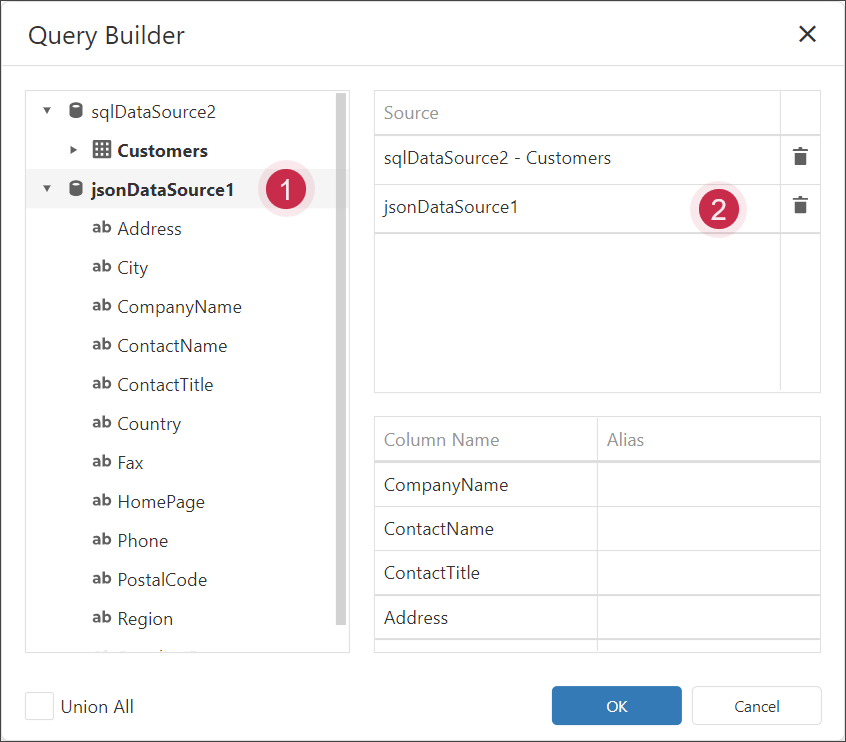 Query Builder
sqlDataSource2
Customers
jsonDataSource1
1
ab Address
ab City
ab CompanyName
ab ContactName
ab ContactTitle
ab Country
ab Fax
ab HomePage
ab Phone
ab PostalCode
ab Region
Source
sqlDataSource2 - Customers
jsonDataSource1
2
Column Name Alias
CompanyName
ContactName
ContactTitle
Address
Union All
OK
Cancel